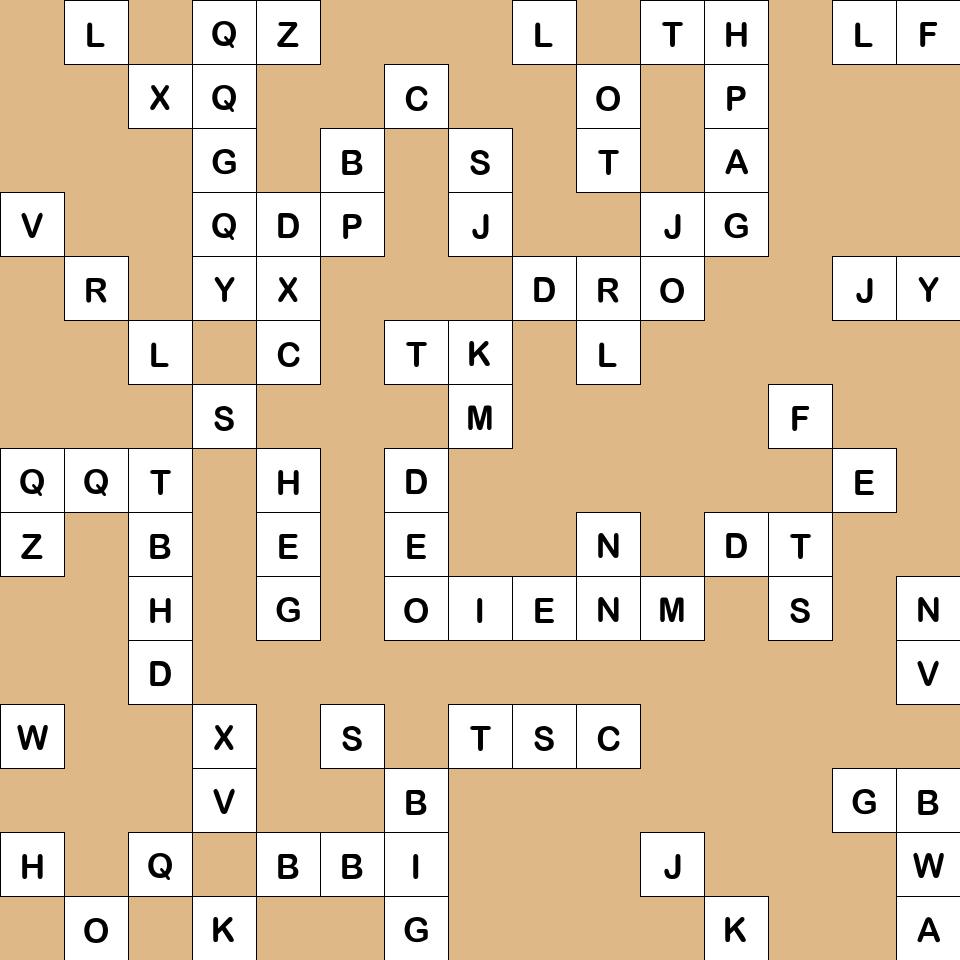 L Q Z L T H L F
X Q C O P
G B S T A
V Q D P J J G
R Y X D R O J Y
L C T K L
S M F
Q Q T H D E
Z B E E N D T
H G O I E N M S N
D V
W X S T S C
V B G B
H Q B B I J W
O K G K A